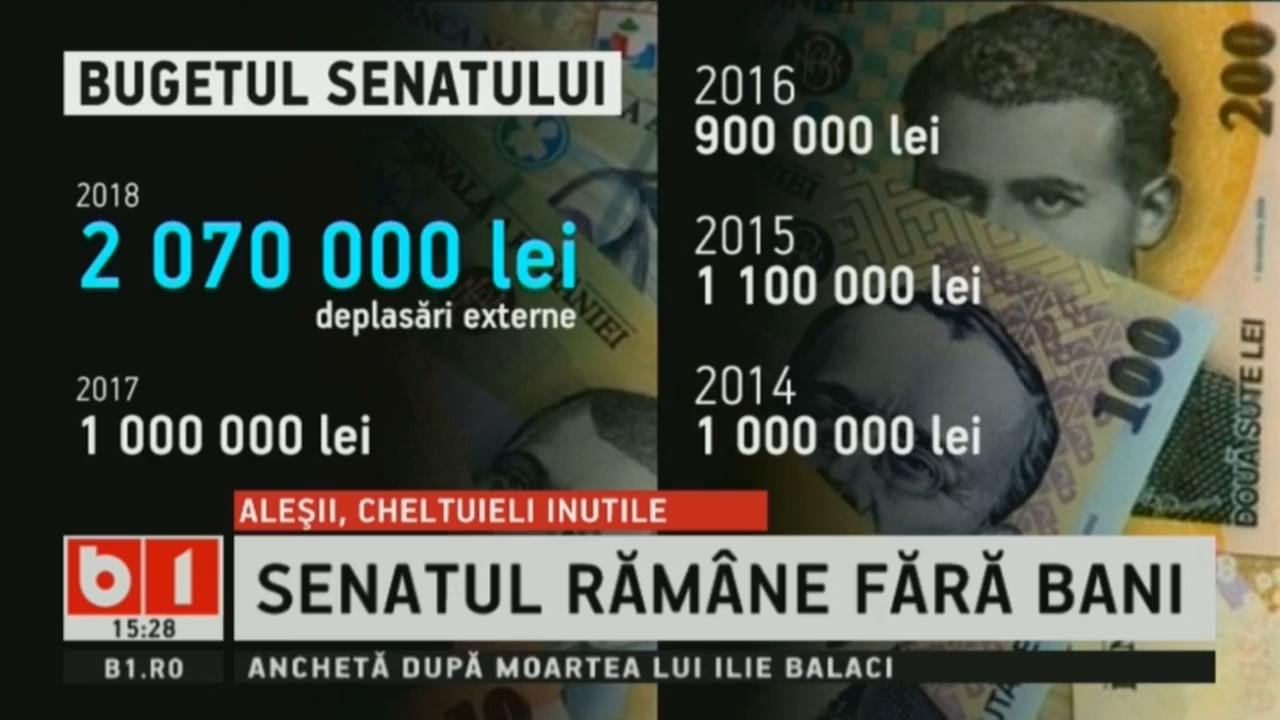 BUGETUL SENATULUI
2018
2 070 000 lei
deplasări externe
2017
1 000 000 lei
2016
900 000 lei
2015
1 100 000 lei
2014
1 000 000 lei
200
100
DOUĂ SUTE LEI
ALEŞII, CHELTUIELI INUTILE
b1
SENATUL RĂMÂNE FĂRĂ BANI
15:28
B1.RO
ANCHETĂ DUPĂ MOARTEA LUI ILIE BALACI